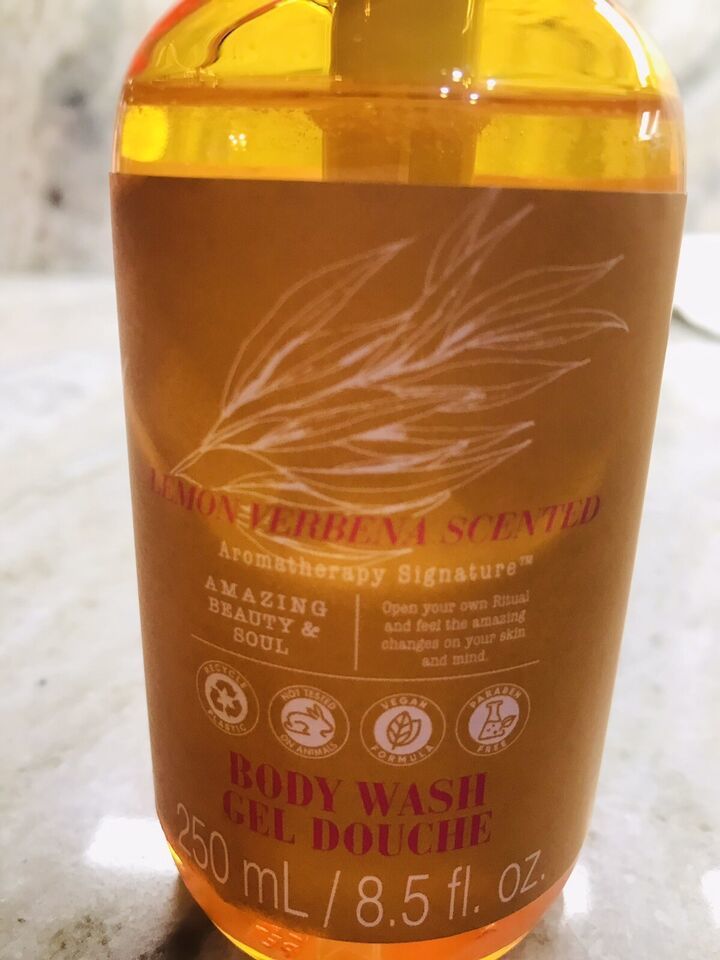 LEMON VERBENA SCENTED
Aromatherapy Signature™
AMAZING
BEAUTY &
SOUL
Open your own Ritual
and feel the amazing
changes on your skin
and mind.
RECYCLE
PLASTIC
NOT TESTED
ON ANIMALS
VEGAN
FORMULA
PARABEN
FREE
BODY WASH
GEL DOUCHE
250 mL / 8.5 fl. oz.